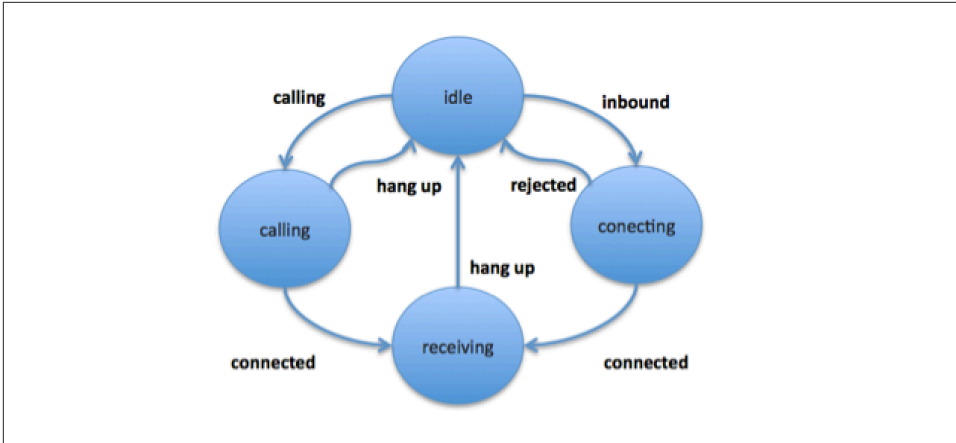 idle
calling
inbound
hang up
rejected
calling
conecting
hang up
receiving
connected
connected